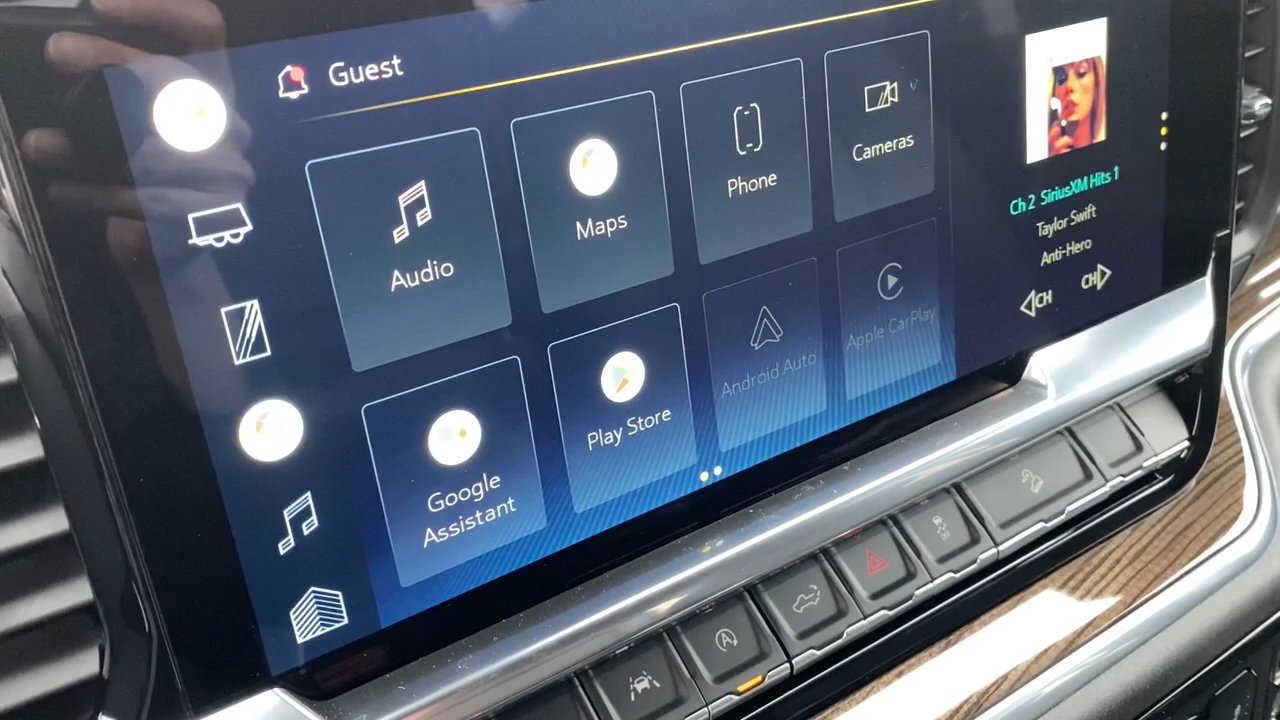 Guest
Audio
Maps
Phone
Cameras
Google
Assistant
Play Store
Android Auto
Apple CarPlay
Ch 2 SiriusXM Hits 1
Taylor Swift
Anti-Hero
CH
CH
A